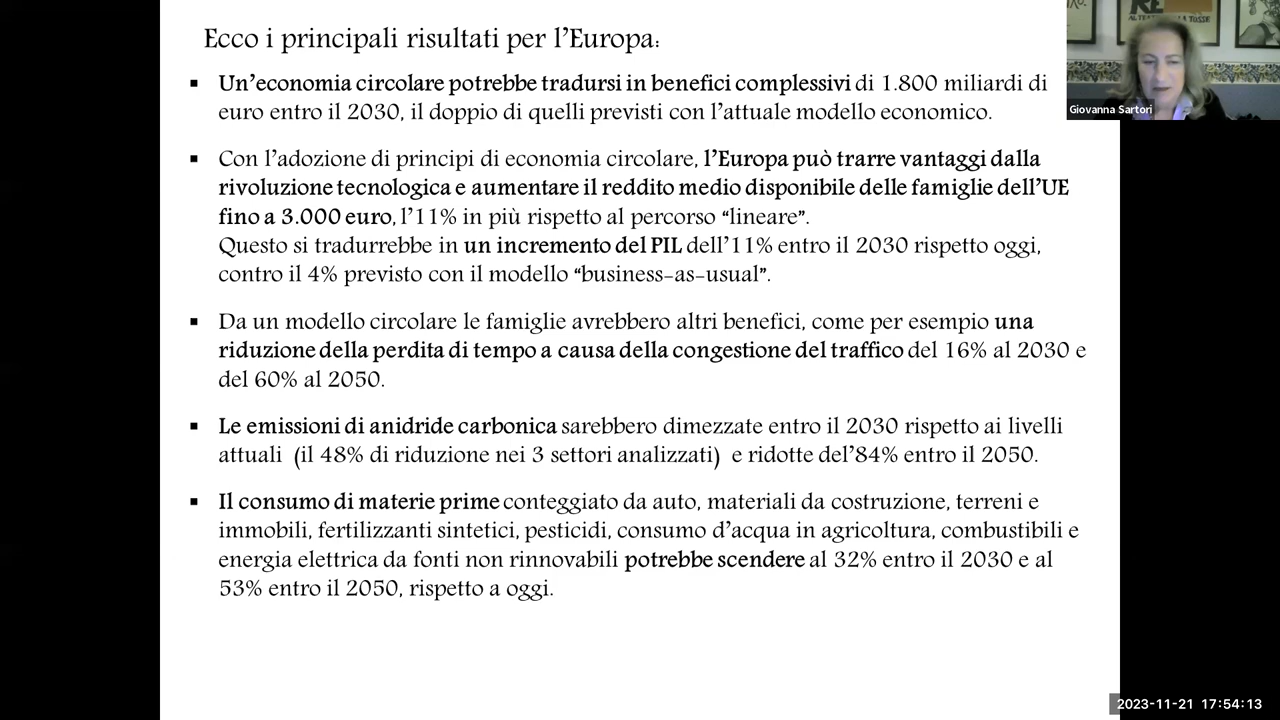 Ecco i principali risultati per l’Europa:
▪ Un’economia circolare potrebbe tradursi in benefici complessivi di 1.800 miliardi di
euro entro il 2030, il doppio di quelli previsti con l’attuale modello economico.
▪ Con l’adozione di principi di economia circolare, l’Europa può trarre vantaggi dalla
rivoluzione tecnologica e aumentare il reddito medio disponibile delle famiglie dell’UE
fino a 3.000 euro, l’11% in più rispetto al percorso “lineare”.
Questo si tradurrebbe in un incremento del PIL dell’11% entro il 2030 rispetto oggi,
contro il 4% previsto con il modello “business-as-usual”.
▪ Da un modello circolare le famiglie avrebbero altri benefici, come per esempio una
riduzione della perdita di tempo a causa della congestione del traffico del 16% al 2030 e
del 60% al 2050.
▪ Le emissioni di anidride carbonica sarebbero dimezzate entro il 2030 rispetto ai livelli
attuali (il 48% di riduzione nei 3 settori analizzati) e ridotte del’84% entro il 2050.
▪ Il consumo di materie prime conteggiato da auto, materiali da costruzione, terreni e
immobili, fertilizzanti sintetici, pesticidi, consumo d’acqua in agricoltura, combustibili e
energia elettrica da fonti non rinnovabili potrebbe scendere al 32% entro il 2030 e al
53% entro il 2050, rispetto a oggi.
Giovanna Sartori
2023-11-21 17:54:13